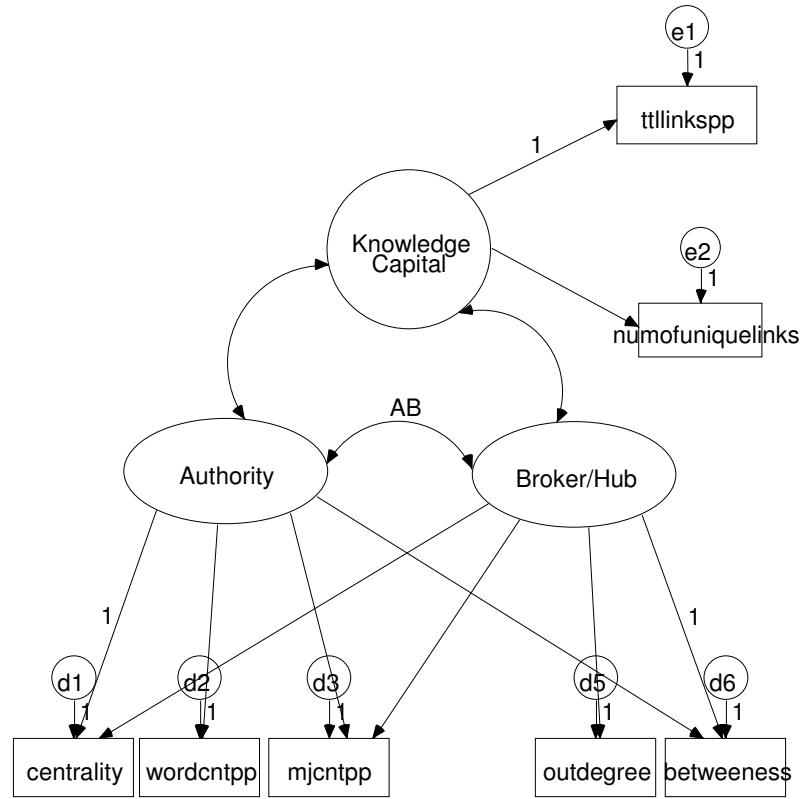 e1
1
ttllinkspp
1
Knowledge
Capital
e2
1
numofuniquelinks
AB
Authority
Broker/Hub
1
1
d1
d2
d3
d5
d6
1
1
1
1
1
centrality
wordcntpp
mjcntpp
outdegree
betweeness